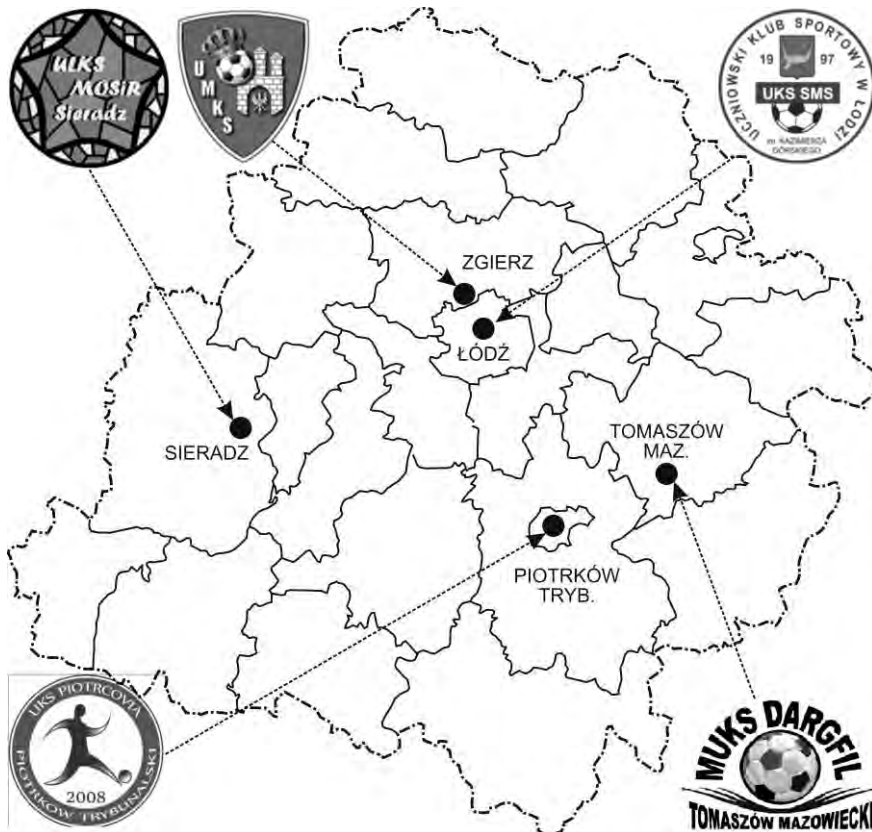 ULKS
MOSiR
Sieradz
UMKS
UCZNIOWSKI KLUB SPORTOWY W ŁODZI
19 97
UKS SMS
im. KAZIMIERZA
GÓRSKIEGO
ZGIERZ
ŁÓDŹ
SIERADZ
TOMASZÓW
MAZ.
PIOTRKÓW
TRYB.
UKS PIOTRCOVIA
2008
PIOTRKÓW TRYBUNALSKI
MUKS DARGFIL
TOMASZÓW MAZOWIECKI